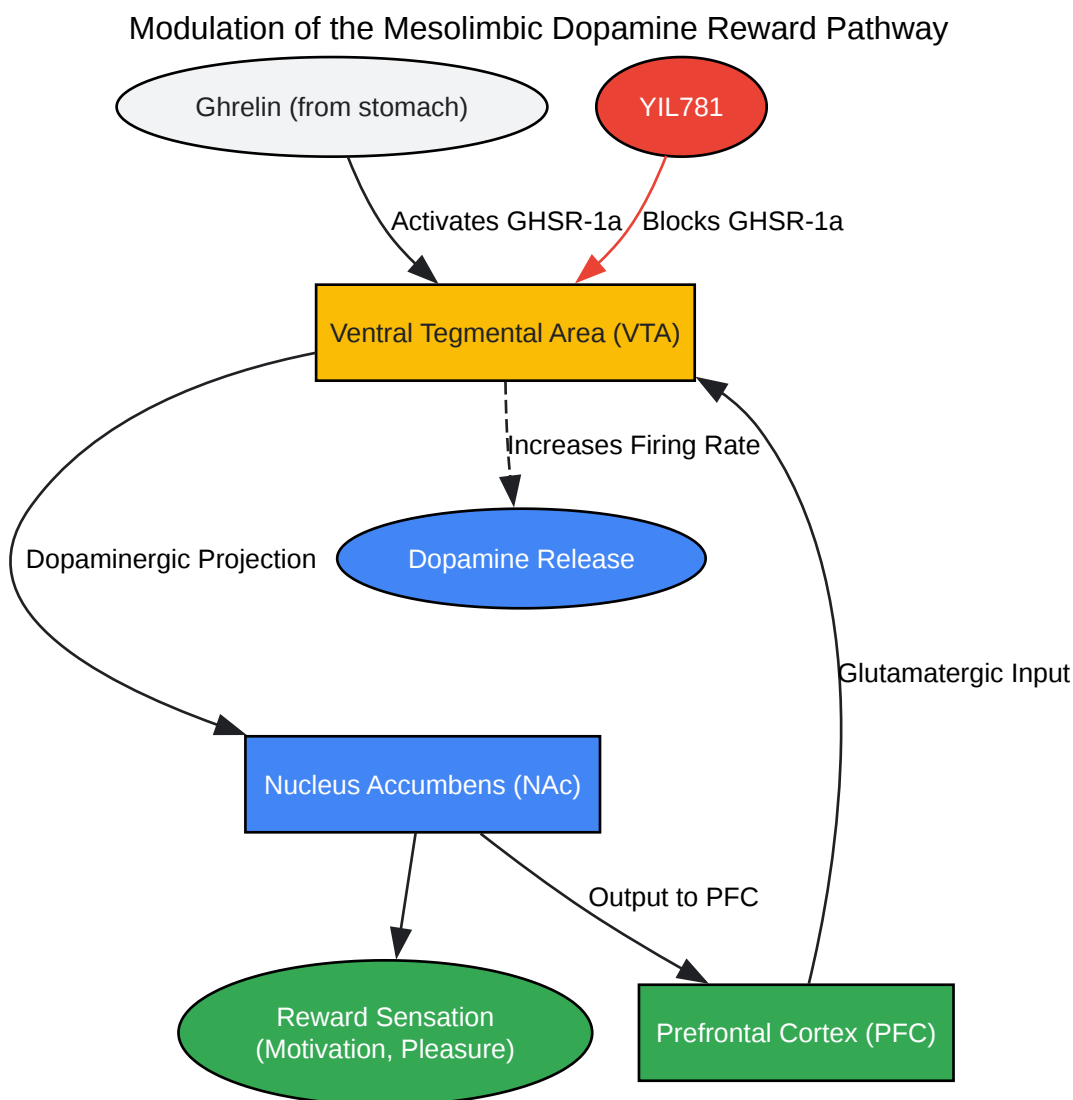 Modulation of the Mesolimbic Dopamine Reward Pathway
Ghrelin (from stomach)
YIL781
Activates GHSR-1a
Blocks GHSR-1a
Ventral Tegmental Area (VTA)
Increases Firing Rate
Dopaminergic Projection
Dopamine Release
Glutamatergic Input
Nucleus Accumbens (NAc)
Output to PFC
Reward Sensation
(Motivation, Pleasure)
Prefrontal Cortex (PFC)